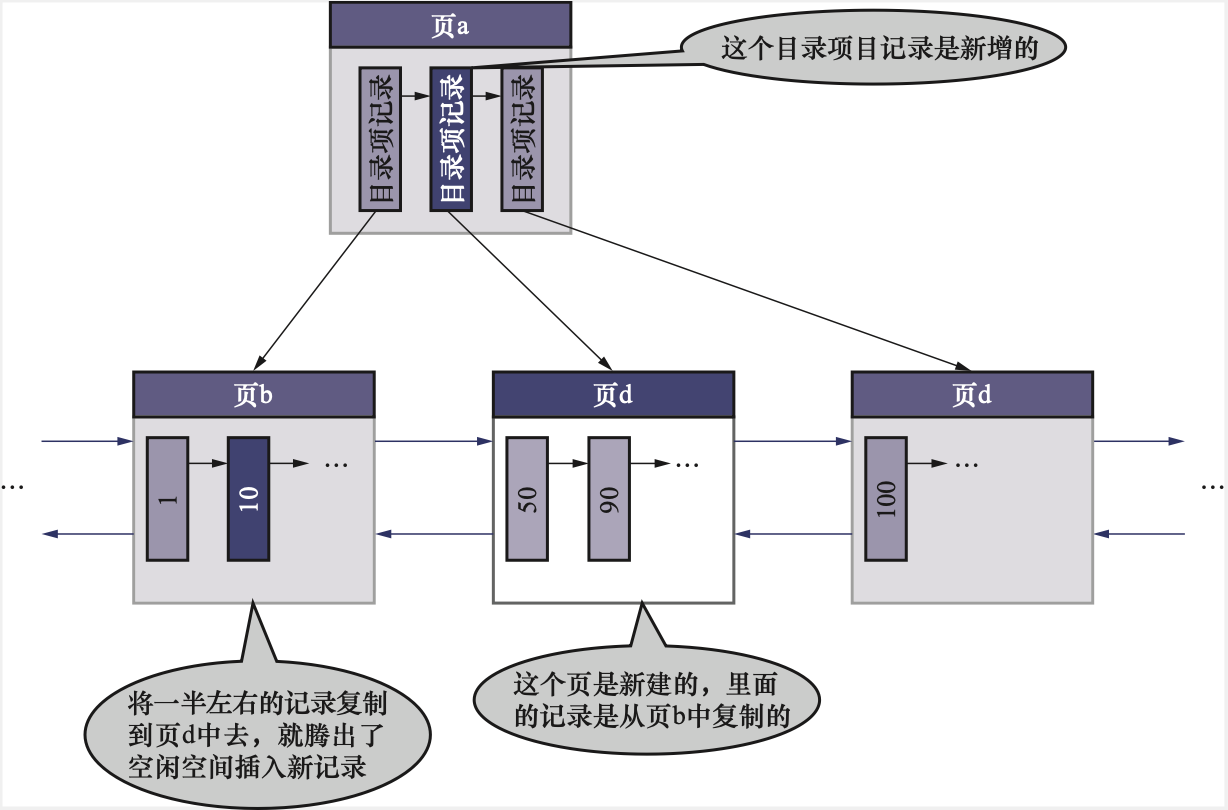 页a
这个目录项目记录是新增的
目录项记录
目录项记录
目录项记录
页b
页d
页d
1
10
…
50
90
…
100
…
…
…
将一半左右的记录复制
到页d中去，就腾出了
空闲空间插入新记录
这个页是新建的，里面
的记录是从页b中复制的